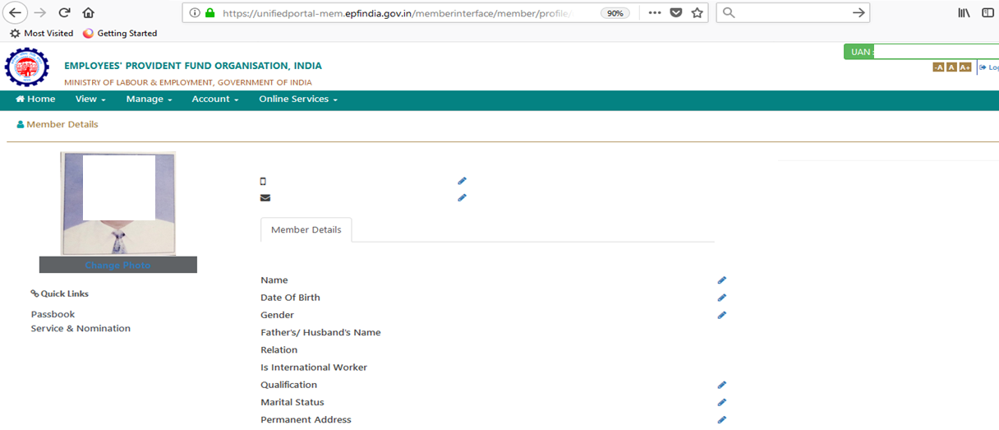 https://unifiedportal-mem.epfindia.gov.in/memberinterface/member/profile/
90%
Most Visited Getting Started
UAN :
EMPLOYEES' PROVIDENT FUND ORGANISATION, INDIA
-A A A+
MINISTRY OF LABOUR & EMPLOYMENT, GOVERNMENT OF INDIA
Home View Manage Account Online Services
Member Details
Member Details
Change Photo
Quick Links
Passbook
Service & Nomination
Name
Date Of Birth
Gender
Father's/ Husband's Name
Relation
Is International Worker
Qualification
Marital Status
Permanent Address